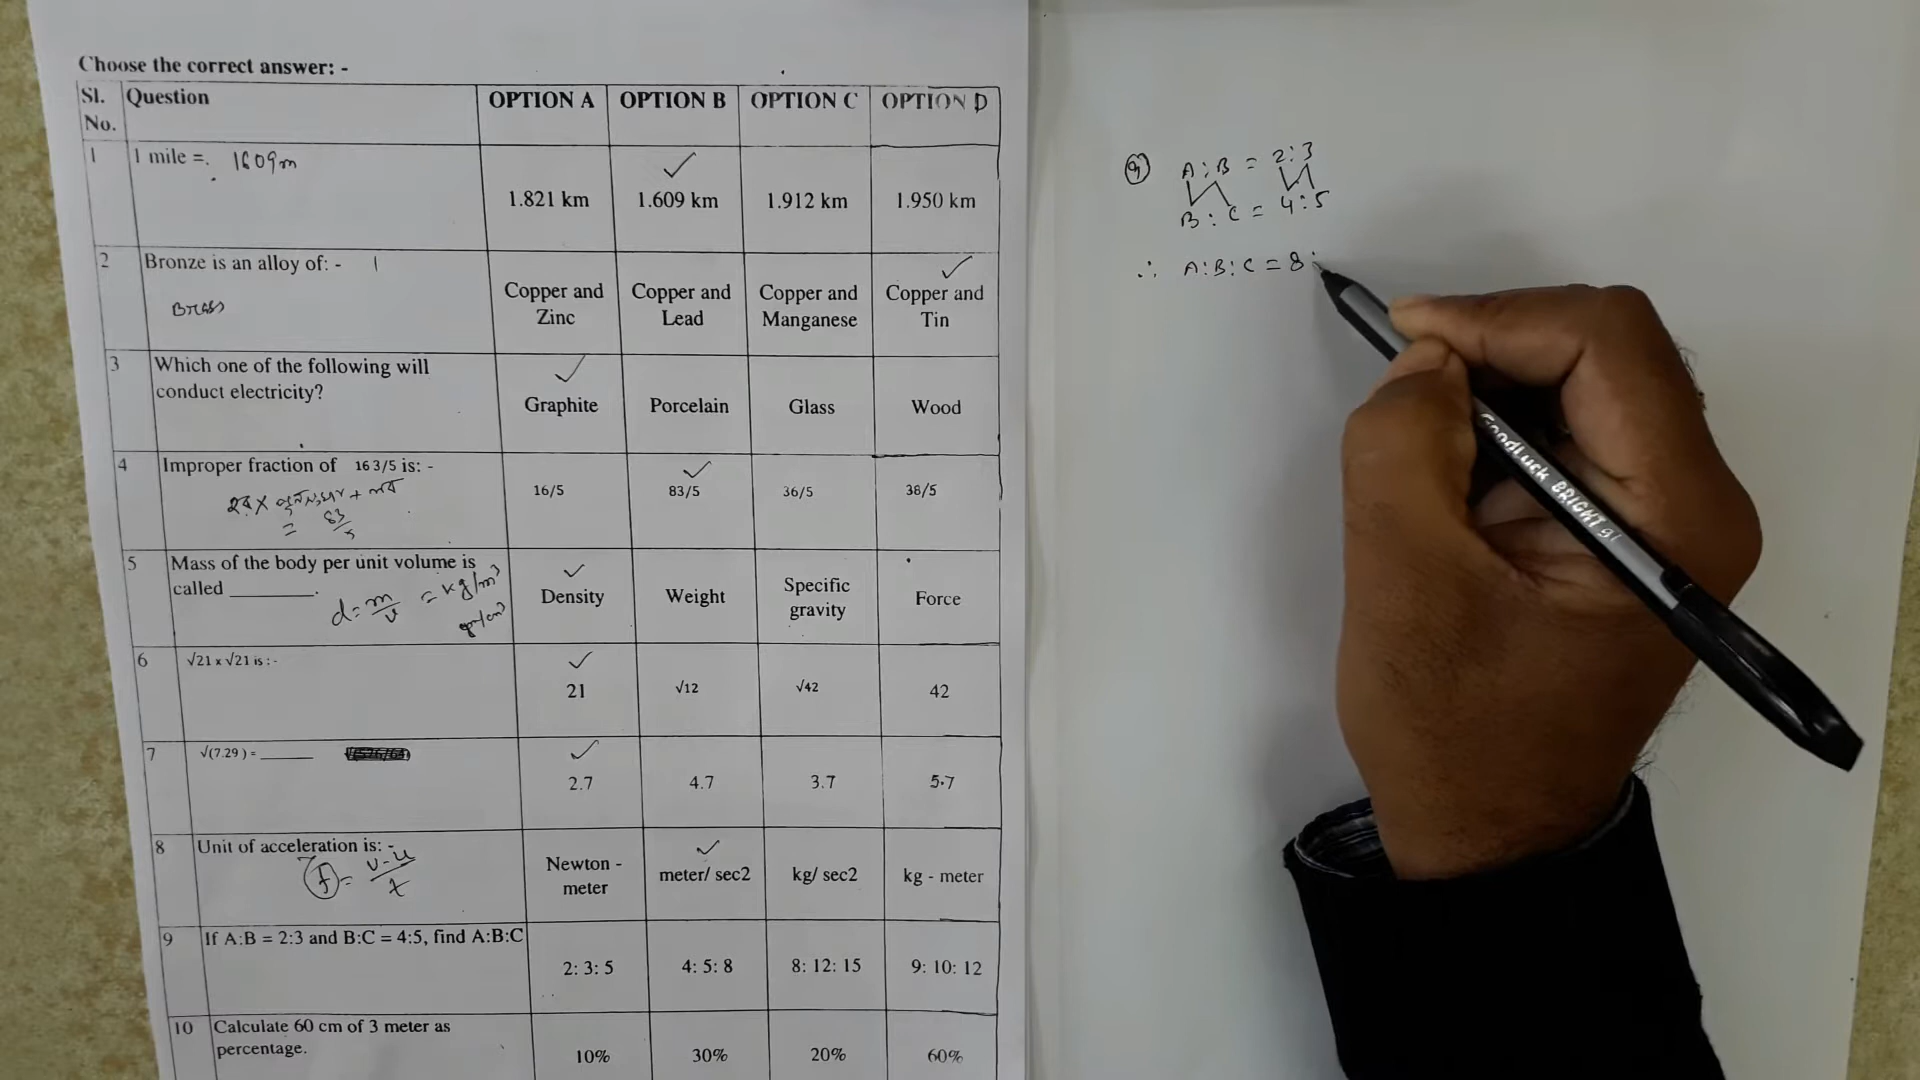 Choose the correct answer: -
Sl. No. Question OPTION A OPTION B OPTION C OPTION D
1 1 mile =. 1609m 1.821 km 1.609 km 1.912 km 1.950 km
2 Bronze is an alloy of: - Copper and Zinc Copper and Lead Copper and Manganese Copper and Tin
Brass
3 Which one of the following will conduct electricity? Graphite Porcelain Glass Wood
4 Improper fraction of 16 3/5 is: - 16/5 83/5 36/5 38/5
= 83/5
5 Mass of the body per unit volume is called ________. Density Weight Specific gravity Force
d = m/v = kg/m³
gm/cm³
6 √21 x √21 is : - 21 √12 √42 42
7 √(7.29 ) = ______ 2.7 4.7 3.7 5.7
8 Unit of acceleration is: - Newton - meter meter/ sec2 kg/ sec2 kg - meter
f = v-u/t
9 If A:B = 2:3 and B:C = 4:5, find A:B:C 2: 3: 5 4: 5: 8 8: 12: 15 9: 10: 12
10 Calculate 60 cm of 3 meter as percentage. 10% 30% 20% 60%
9 A:B = 2:3
B:C = 4:5
∴ A:B:C = 8:
Goodluck BRIGHT gl